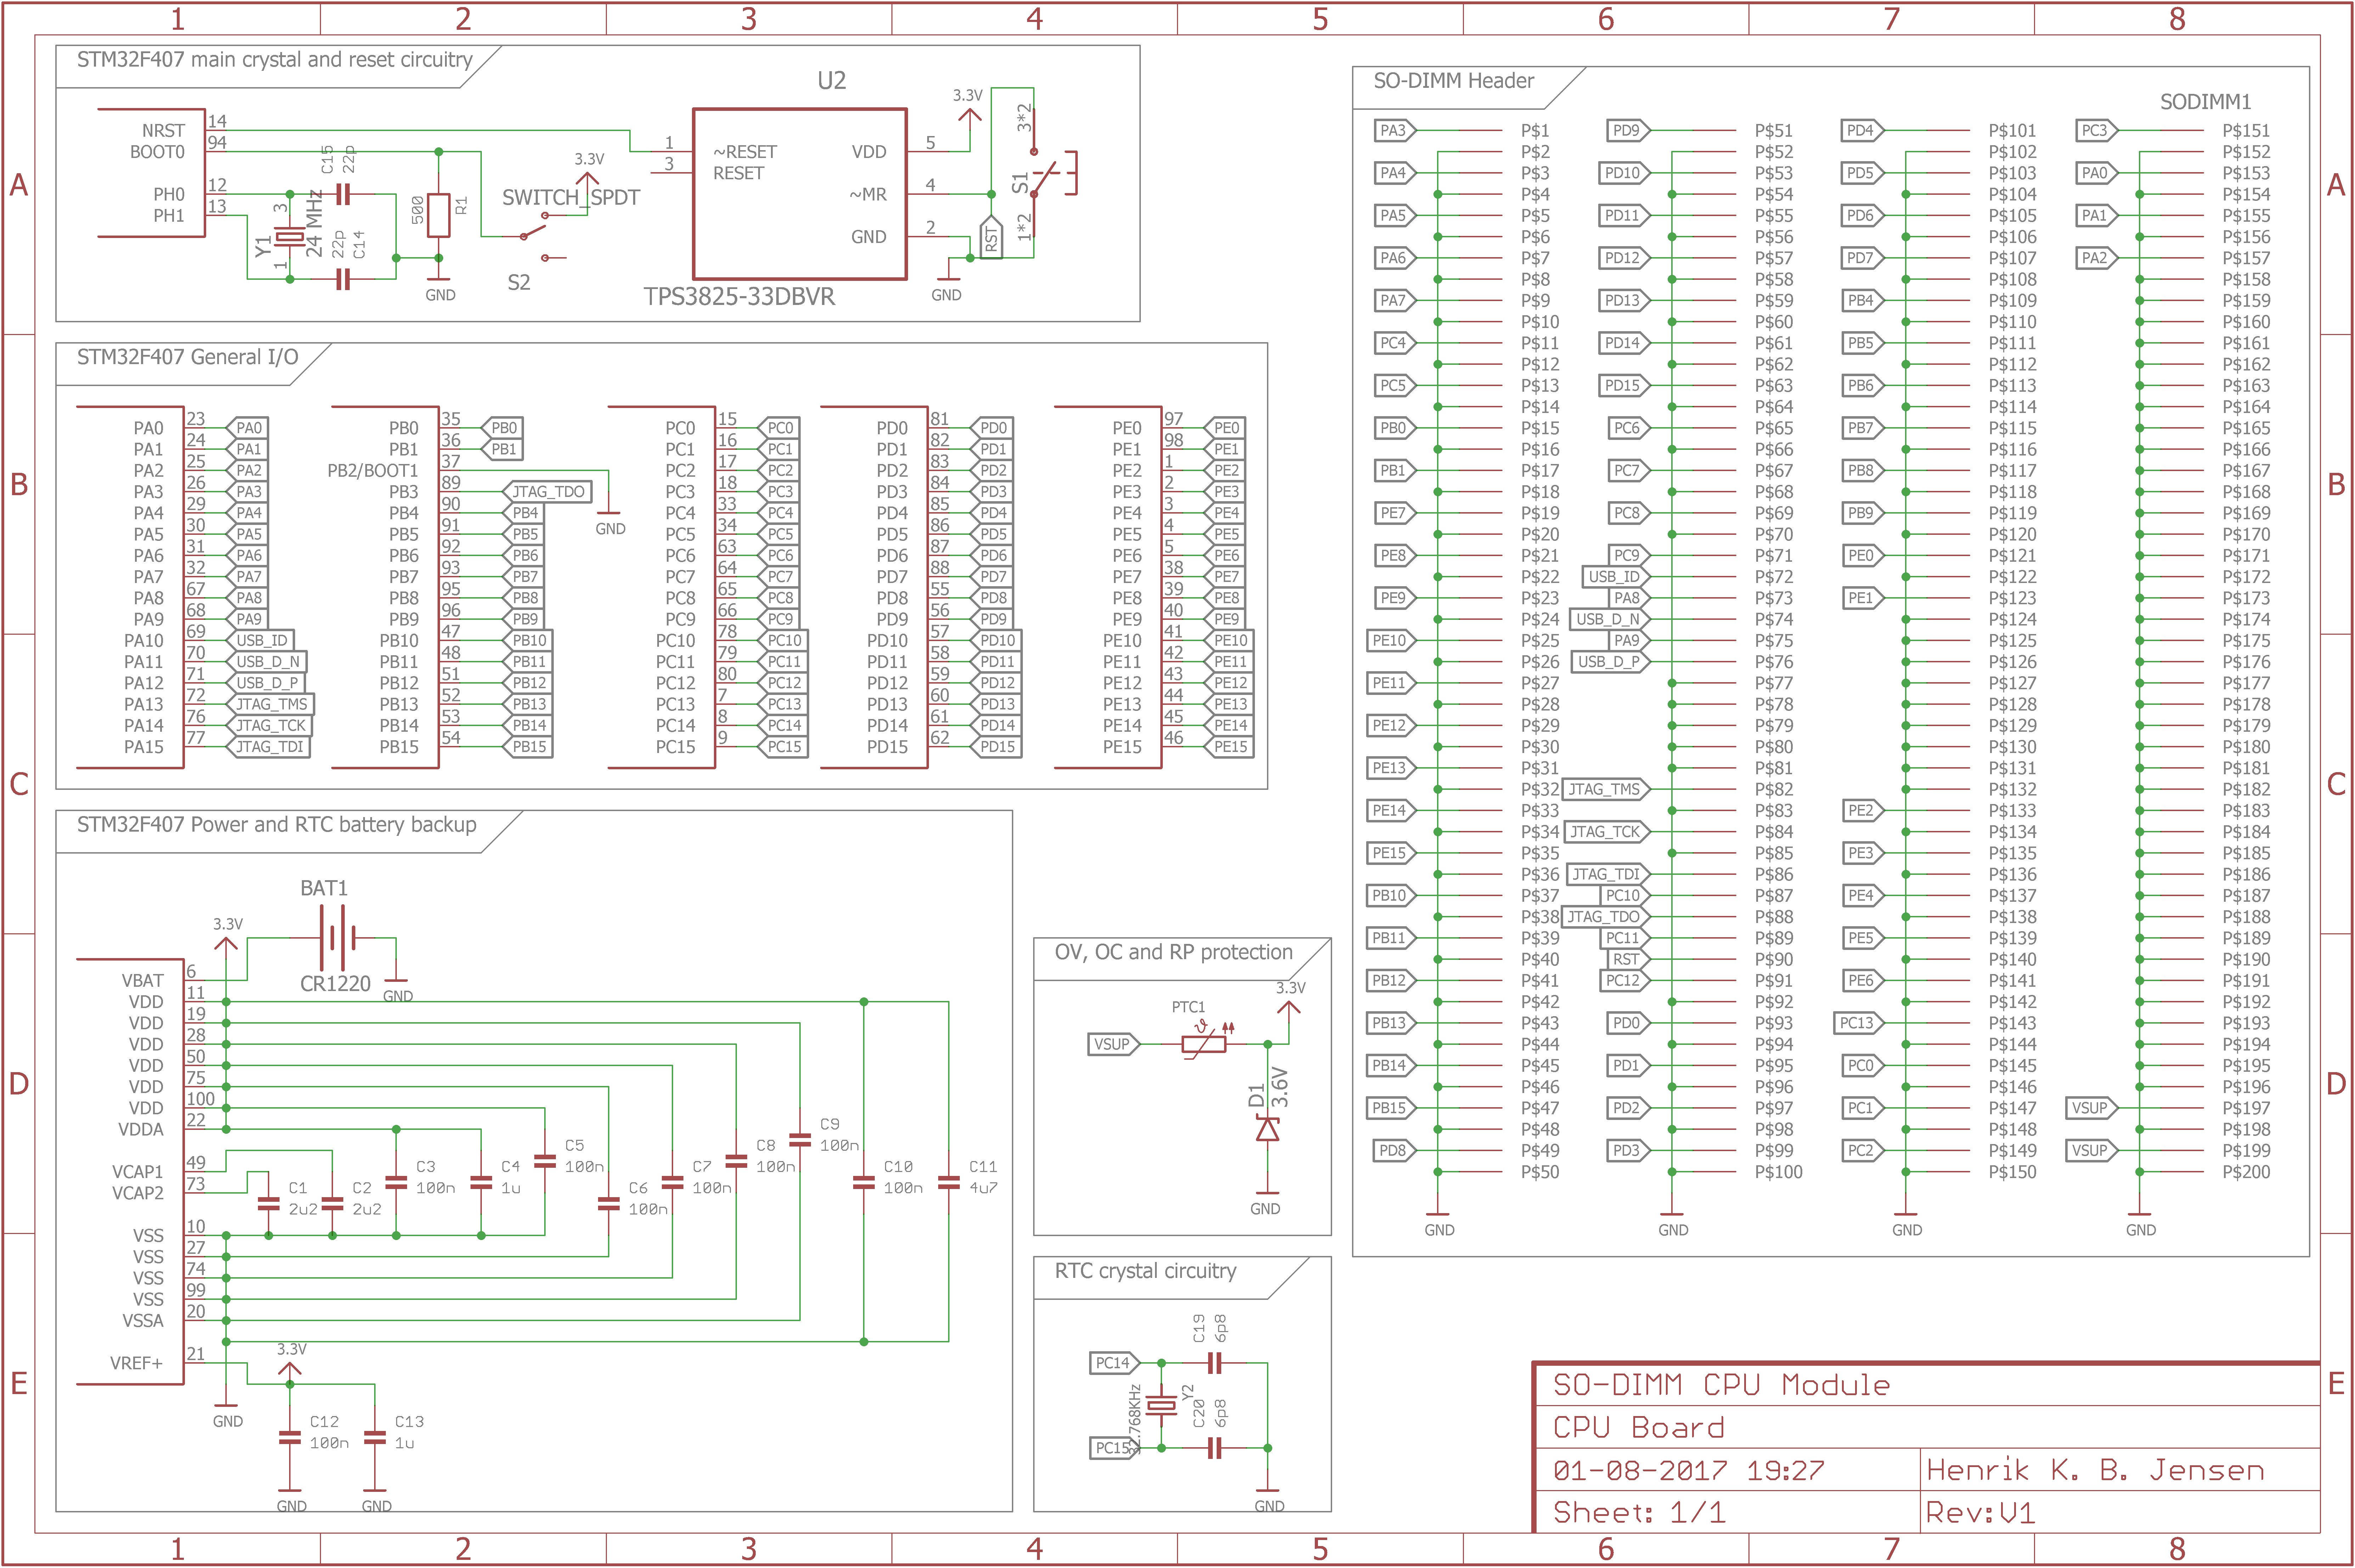 1 2 3 4 5 6 7 8
A A
B B
C C
D D
E E
STM32F407 main crystal and reset circuitry
NRST 14
BOOT0 94
PH0 12
PH1 13
Y1
24 MHz
3
1
C15
22p
22p
C14
500
R1
GND
3.3V
SWITCH_SPDT
S2
U2
1 ~RESET
3 RESET
VDD 5
~MR 4
GND 2
TPS3825-33DBVR
3.3V
GND
RST
S1
3*2
1*2
STM32F407 General I/O
PA0 23 PA0
PA1 24 PA1
PA2 25 PA2
PA3 26 PA3
PA4 29 PA4
PA5 30 PA5
PA6 31 PA6
PA7 32 PA7
PA8 67 PA8
PA9 68 PA9
PA10 69 USB_ID
PA11 70 USB_D_N
PA12 71 USB_D_P
PA13 72 JTAG_TMS
PA14 76 JTAG_TCK
PA15 77 JTAG_TDI
PB0 35 PB0
PB1 36 PB1
PB2/BOOT1 37
GND
PB3 89 JTAG_TDO
PB4 90 PB4
PB5 91 PB5
PB6 92 PB6
PB7 93 PB7
PB8 95 PB8
PB9 96 PB9
PB10 47 PB10
PB11 48 PB11
PB12 51 PB12
PB13 52 PB13
PB14 53 PB14
PB15 54 PB15
PC0 15 PC0
PC1 16 PC1
PC2 17 PC2
PC3 18 PC3
PC4 33 PC4
PC5 34 PC5
PC6 63 PC6
PC7 64 PC7
PC8 65 PC8
PC9 66 PC9
PC10 78 PC10
PC11 79 PC11
PC12 80 PC12
PC13 7 PC13
PC14 8 PC14
PC15 9 PC15
PD0 81 PD0
PD1 82 PD1
PD2 83 PD2
PD3 84 PD3
PD4 85 PD4
PD5 86 PD5
PD6 87 PD6
PD7 88 PD7
PD8 55 PD8
PD9 56 PD9
PD10 57 PD10
PD11 58 PD11
PD12 59 PD12
PD13 60 PD13
PD14 61 PD14
PD15 62 PD15
PE0 97 PE0
PE1 98 PE1
PE2 1 PE2
PE3 2 PE3
PE4 3 PE4
PE5 4 PE5
PE6 5 PE6
PE7 38 PE7
PE8 39 PE8
PE9 40 PE9
PE10 41 PE10
PE11 42 PE11
PE12 43 PE12
PE13 44 PE13
PE14 45 PE14
PE15 46 PE15
STM32F407 Power and RTC battery backup
BAT1
CR1220
GND
3.3V
VBAT 6
VDD 11
VDD 19
VDD 28
VDD 50
VDD 75
VDD 100
VDDA 22
VCAP1 49
VCAP2 73
VSS 10
VSS 27
VSS 74
VSS 99
VSSA 20
VREF+ 21
C1
2u2
C2
2u2
C3
100n
C4
1u
C5
100n
C6
100n
C7
100n
C8
100n
C9
100n
C10
100n
C11
4u7
3.3V
GND
C12
100n
C13
1u
GND
GND
OV, OC and RP protection
3.3V
PTC1
ϑ
VSUP
D1
3.6V
GND
RTC crystal circuitry
PC14
PC15
32.768KHz
Y2
C19
6p8
C20
6p8
GND
SO-DIMM Header
SODIMM1
PA3 P$1
P$2
PA4 P$3
P$4
PA5 P$5
P$6
PA6 P$7
P$8
PA7 P$9
P$10
PC4 P$11
P$12
PC5 P$13
P$14
PB0 P$15
P$16
PB1 P$17
P$18
PE7 P$19
P$20
PE8 P$21
P$22
PE9 P$23
P$24
PE10 P$25
P$26
PE11 P$27
P$28
PE12 P$29
P$30
PE13 P$31
P$32
PE14 P$33
P$34
PE15 P$35
P$36
PB10 P$37
P$38
PB11 P$39
P$40
PB12 P$41
P$42
PB13 P$43
P$44
PB14 P$45
P$46
PB15 P$47
P$48
PD8 P$49
P$50
GND
PD9 P$51
P$52
PD10 P$53
P$54
PD11 P$55
P$56
PD12 P$57
P$58
PD13 P$59
P$60
PD14 P$61
P$62
PD15 P$63
P$64
PC6 P$65
P$66
PC7 P$67
P$68
PC8 P$69
P$70
PC9 P$71
USB_ID P$72
PA8 P$73
USB_D_N P$74
PA9 P$75
USB_D_P P$76
P$77
P$78
P$79
P$80
P$81
JTAG_TMS P$82
P$83
JTAG_TCK P$84
P$85
JTAG_TDI P$86
PC10 P$87
JTAG_TDO P$88
PC11 P$89
RST P$90
PC12 P$91
P$92
PD0 P$93
P$94
PD1 P$95
P$96
PD2 P$97
P$98
PD3 P$99
P$100
GND
PD4 P$101
P$102
PD5 P$103
P$104
PD6 P$105
P$106
PD7 P$107
P$108
PB4 P$109
P$110
PB5 P$111
P$112
PB6 P$113
P$114
PB7 P$115
P$116
PB8 P$117
P$118
PB9 P$119
P$120
PE0 P$121
P$122
PE1 P$123
P$124
P$125
P$126
P$127
P$128
P$129
P$130
P$131
P$132
PE2 P$133
P$134
PE3 P$135
P$136
PE4 P$137
P$138
PE5 P$139
P$140
PE6 P$141
P$142
PC13 P$143
P$144
PC0 P$145
P$146
PC1 P$147
P$148
PC2 P$149
P$150
GND
PC3 P$151
P$152
PA0 P$153
P$154
PA1 P$155
P$156
PA2 P$157
P$158
P$159
P$160
P$161
P$162
P$163
P$164
P$165
P$166
P$167
P$168
P$169
P$170
P$171
P$172
P$173
P$174
P$175
P$176
P$177
P$178
P$179
P$180
P$181
P$182
P$183
P$184
P$185
P$186
P$187
P$188
P$189
P$190
P$191
P$192
P$193
P$194
P$195
P$196
VSUP P$197
P$198
VSUP P$199
P$200
GND
SO-DIMM CPU Module
CPU Board
01-08-2017 19:27
Henrik K. B. Jensen
Sheet: 1/1
Rev:V1
1 2 3 4 5 6 7 8